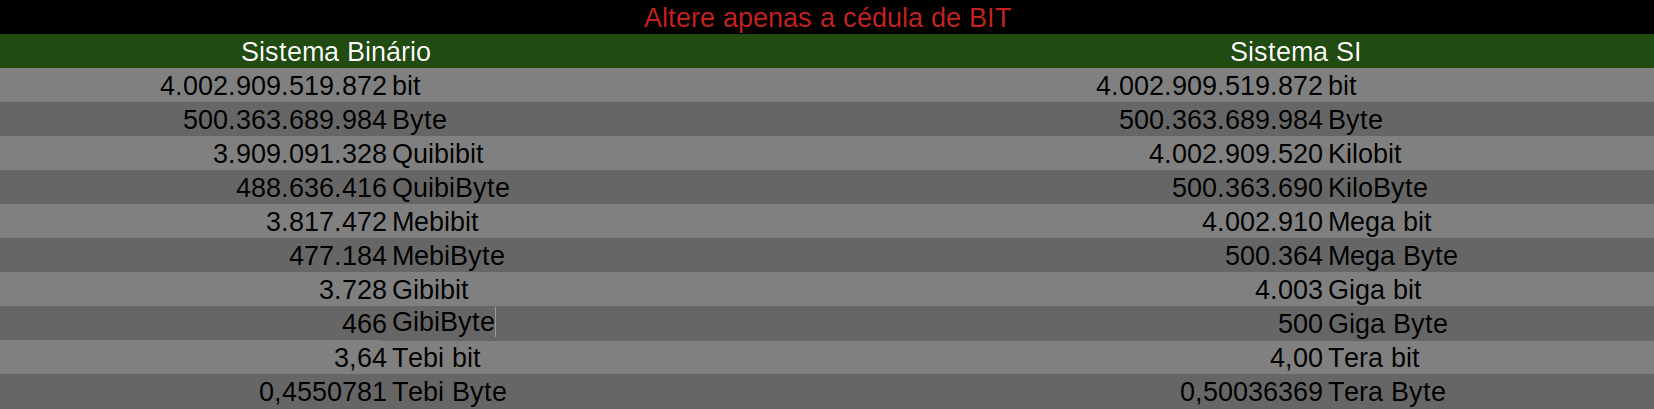 Altere apenas a cédula de BIT
Sistema Binário Sistema SI
4.002.909.519.872 bit 4.002.909.519.872 bit
500.363.689.984 Byte 500.363.689.984 Byte
3.909.091.328 Quibibit 4.002.909.520 Kilobit
488.636.416 QuibiByte 500.363.690 KiloByte
3.817.472 Mebibit 4.002.910 Mega bit
477.184 MebiByte 500.364 Mega Byte
3.728 Gibibit 4.003 Giga bit
466 GibiByte 500 Giga Byte
3,64 Tebi bit 4,00 Tera bit
0,4550781 Tebi Byte 0,50036369 Tera Byte